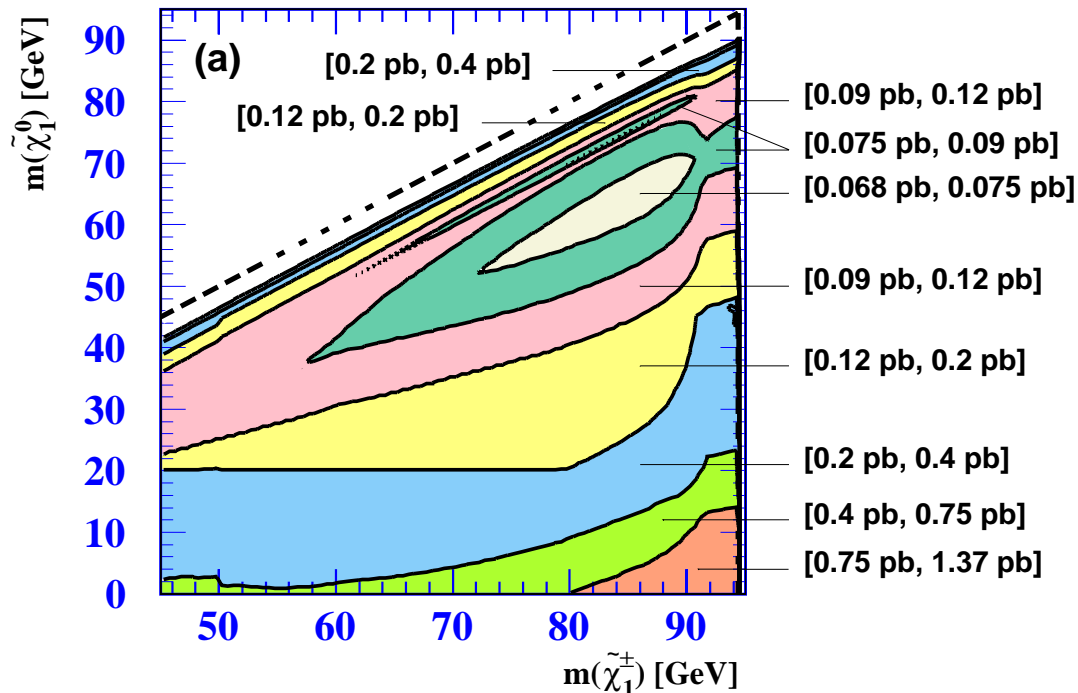 (a)
[0.2 pb, 0.4 pb]
[0.12 pb, 0.2 pb]
[0.09 pb, 0.12 pb]
[0.075 pb, 0.09 pb]
[0.068 pb, 0.075 pb]
[0.09 pb, 0.12 pb]
[0.12 pb, 0.2 pb]
[0.2 pb, 0.4 pb]
[0.4 pb, 0.75 pb]
[0.75 pb, 1.37 pb]
m(χ̃₁⁰) [GeV]
90
80
70
60
50
40
30
20
10
0
50 60 70 80 90
m(χ̃₁±) [GeV]